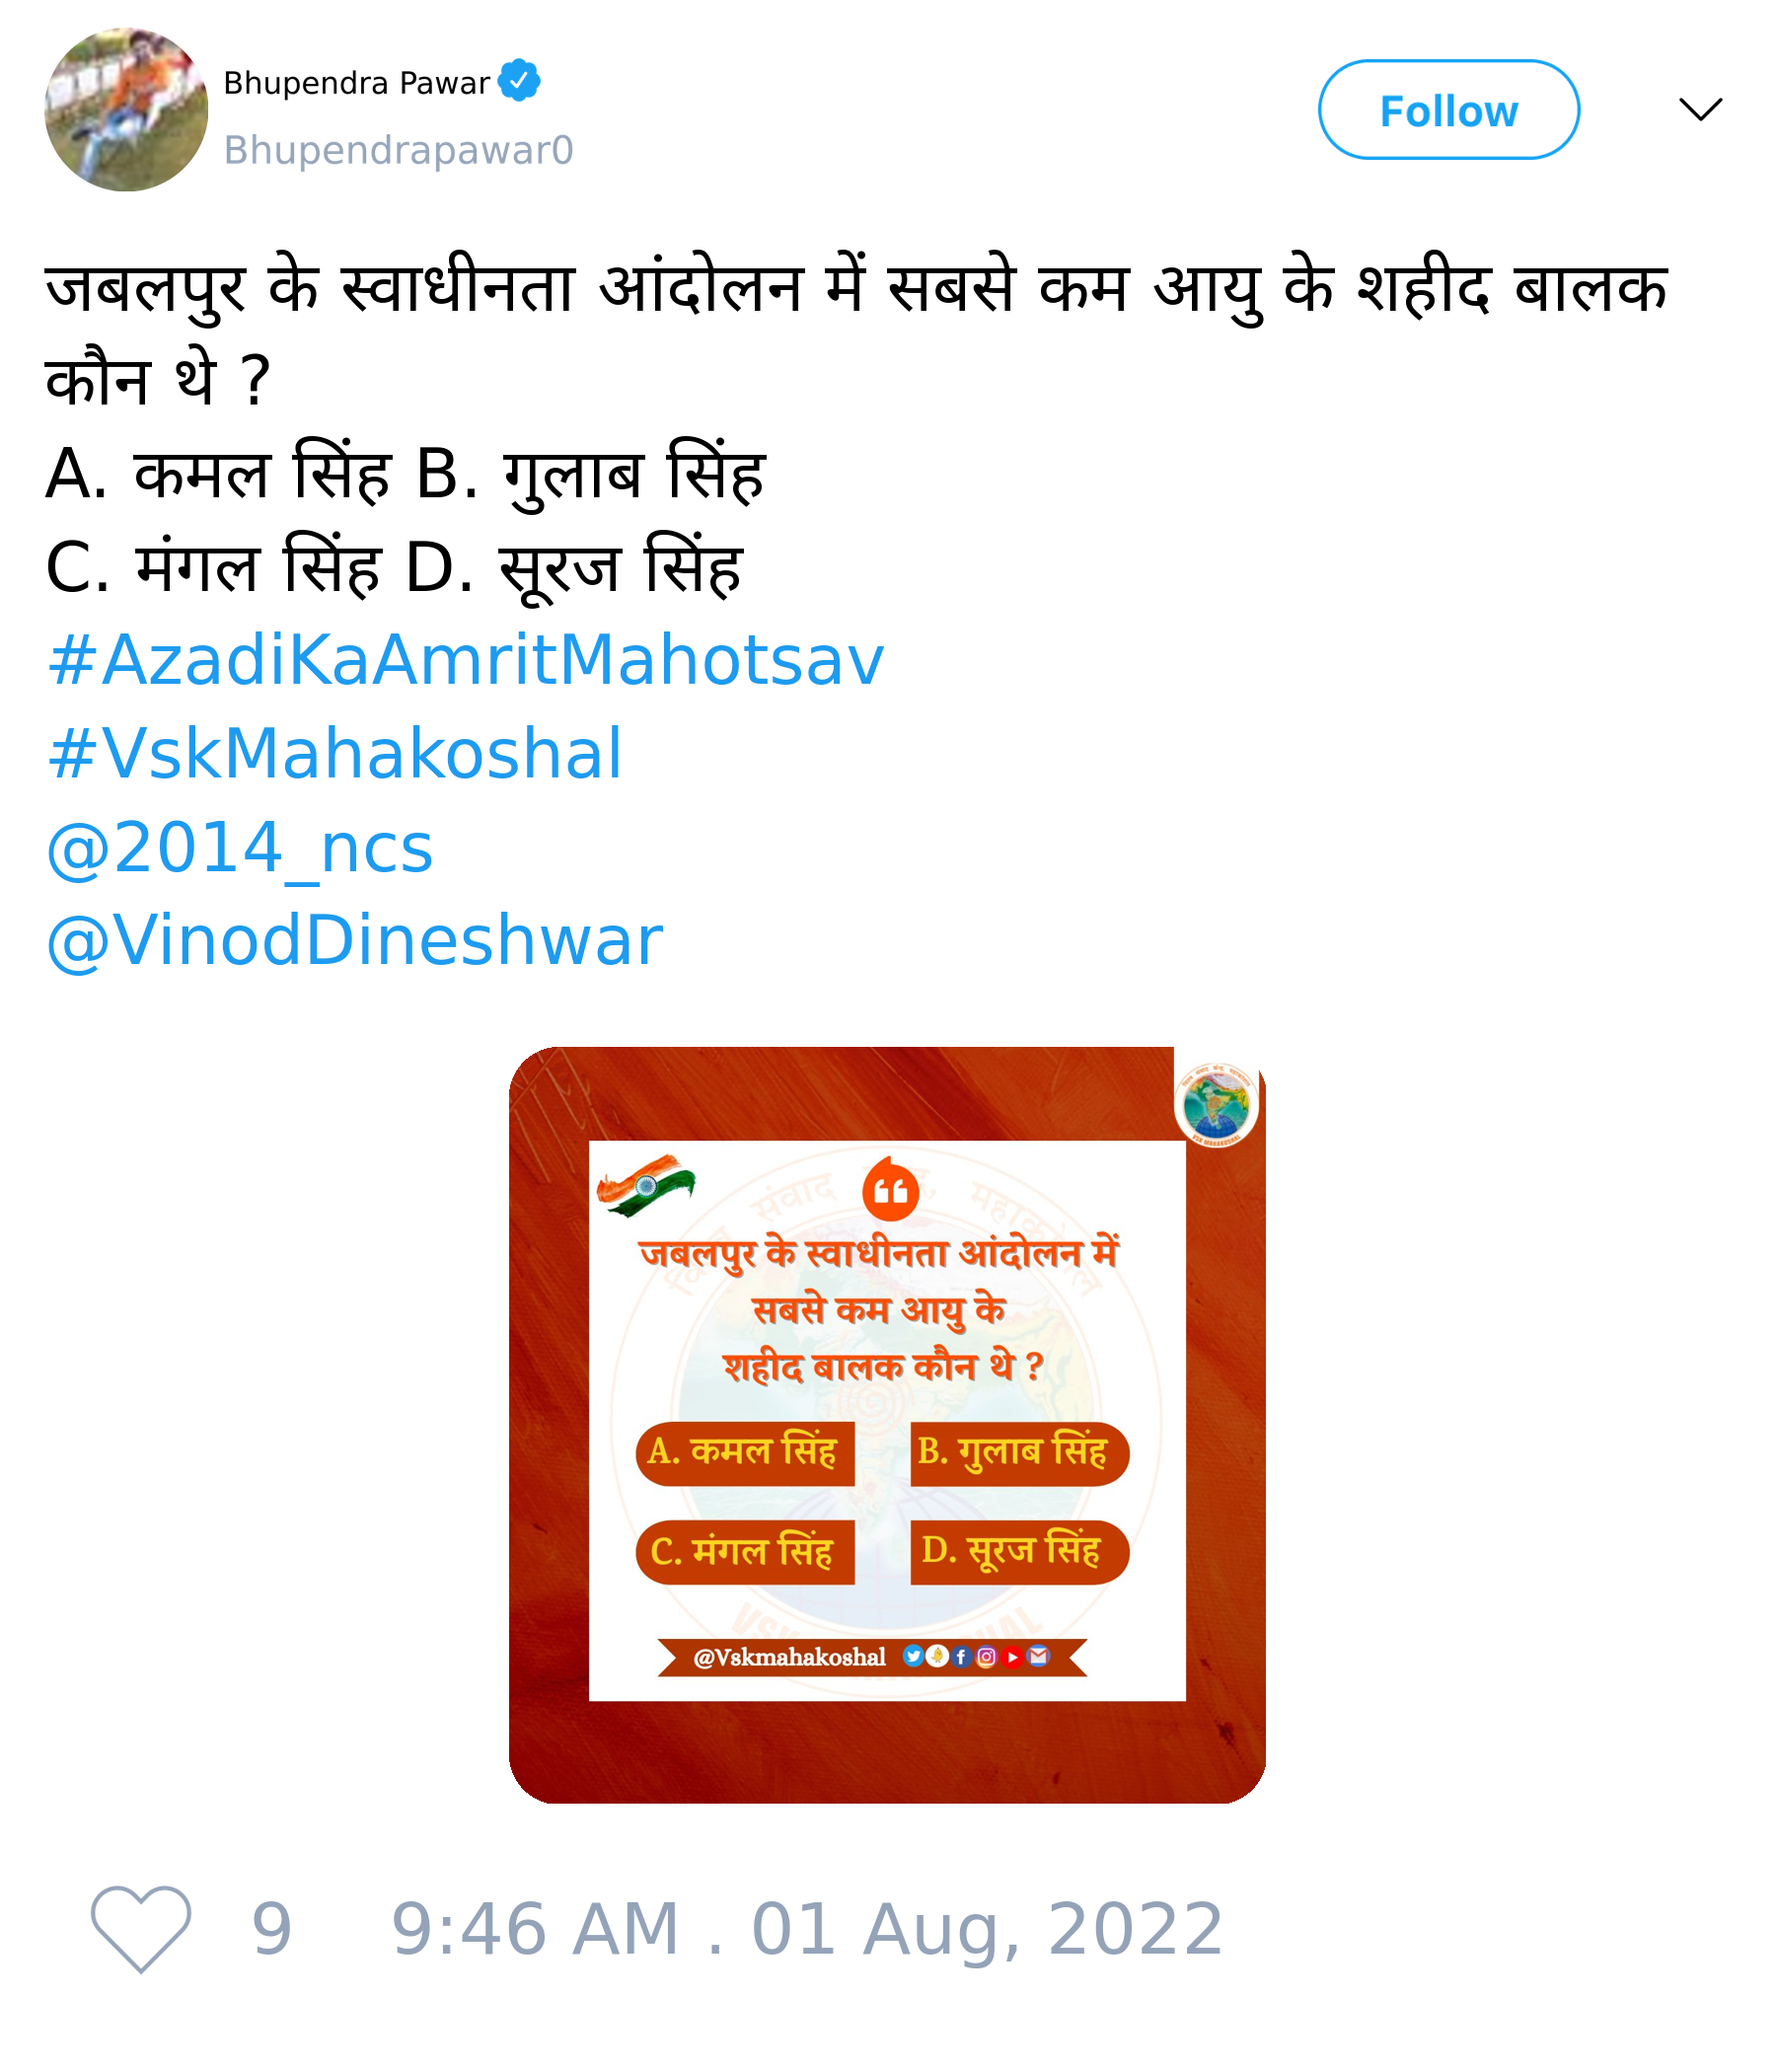 Bhupendra Pawar
Bhupendrapawar0
Follow
जबलपुर के स्वाधीनता आंदोलन में सबसे कम आयु के शहीद बालक
कौन थे ?
A. कमल सिंह B. गुलाब सिंह
C. मंगल सिंह D. सूरज सिंह
#AzadiKaAmritMahotsav
#VskMahakoshal
@2014_ncs
@VinodDineshwar
VSK MAHAKOSHAL
संवाद
जबलपुर के स्वाधीनता आंदोलन में
सबसे कम आयु के
शहीद बालक कौन थे ?
A. कमल सिंह
B. गुलाब सिंह
C. मंगल सिंह
D. सूरज सिंह
@Vskmahakoshal
9
9:46 AM . 01 Aug, 2022